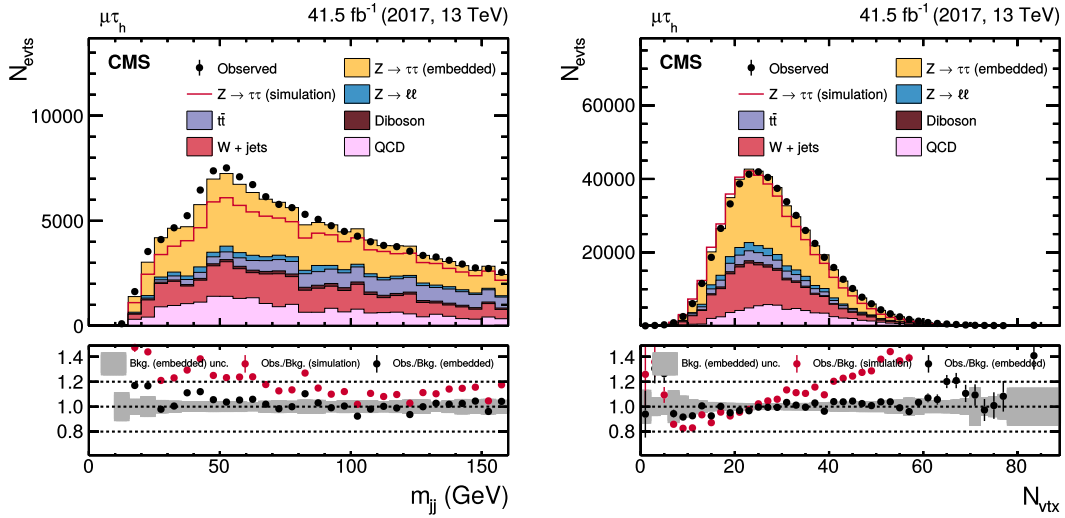 μτh 41.5 fb⁻¹ (2017, 13 TeV)
CMS
Observed
Z → ττ (embedded)
Z → ττ (simulation)
Z → ℓℓ
tt̄
Diboson
W + jets
QCD
Nevts
10000
5000
0
Bkg. (embedded) unc.
Obs./Bkg. (simulation)
Obs./Bkg. (embedded)
1.4
1.2
1.0
0.8
0 50 100 150
mjj (GeV)
μτh 41.5 fb⁻¹ (2017, 13 TeV)
CMS
Observed
Z → ττ (embedded)
Z → ττ (simulation)
Z → ℓℓ
tt̄
Diboson
W + jets
QCD
Nevts
60000
40000
20000
0
Bkg. (embedded) unc.
Obs./Bkg. (simulation)
Obs./Bkg. (embedded)
1.4
1.2
1.0
0.8
0 20 40 60 80
Nvtx